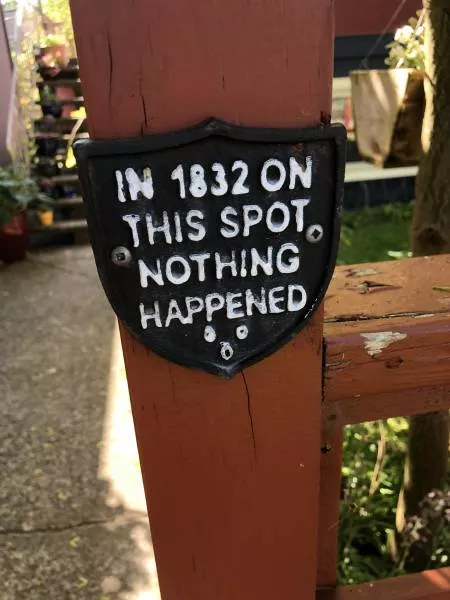 IN 1832 ON
THIS SPOT
NOTHING
HAPPENED